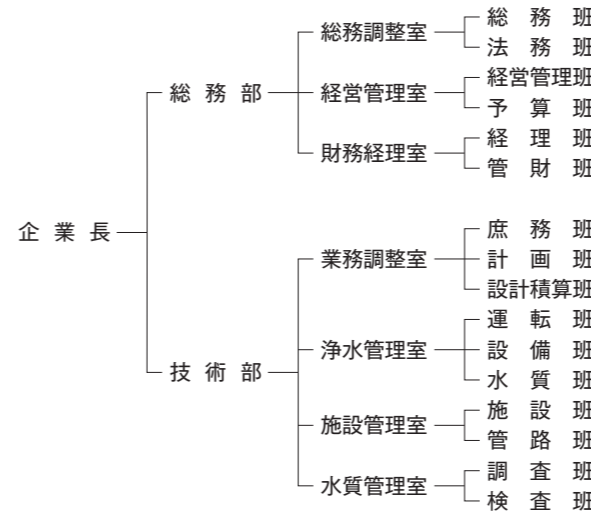 企業長
総務部
総務調整室
総務班
法務班
経営管理室
経営管理班
予算班
財務経理室
経理班
管財班
技術部
業務調整室
庶務班
計画班
設計積算班
浄水管理室
運転班
設備班
水質班
施設管理室
施設班
管路班
水質管理室
調査班
検査班